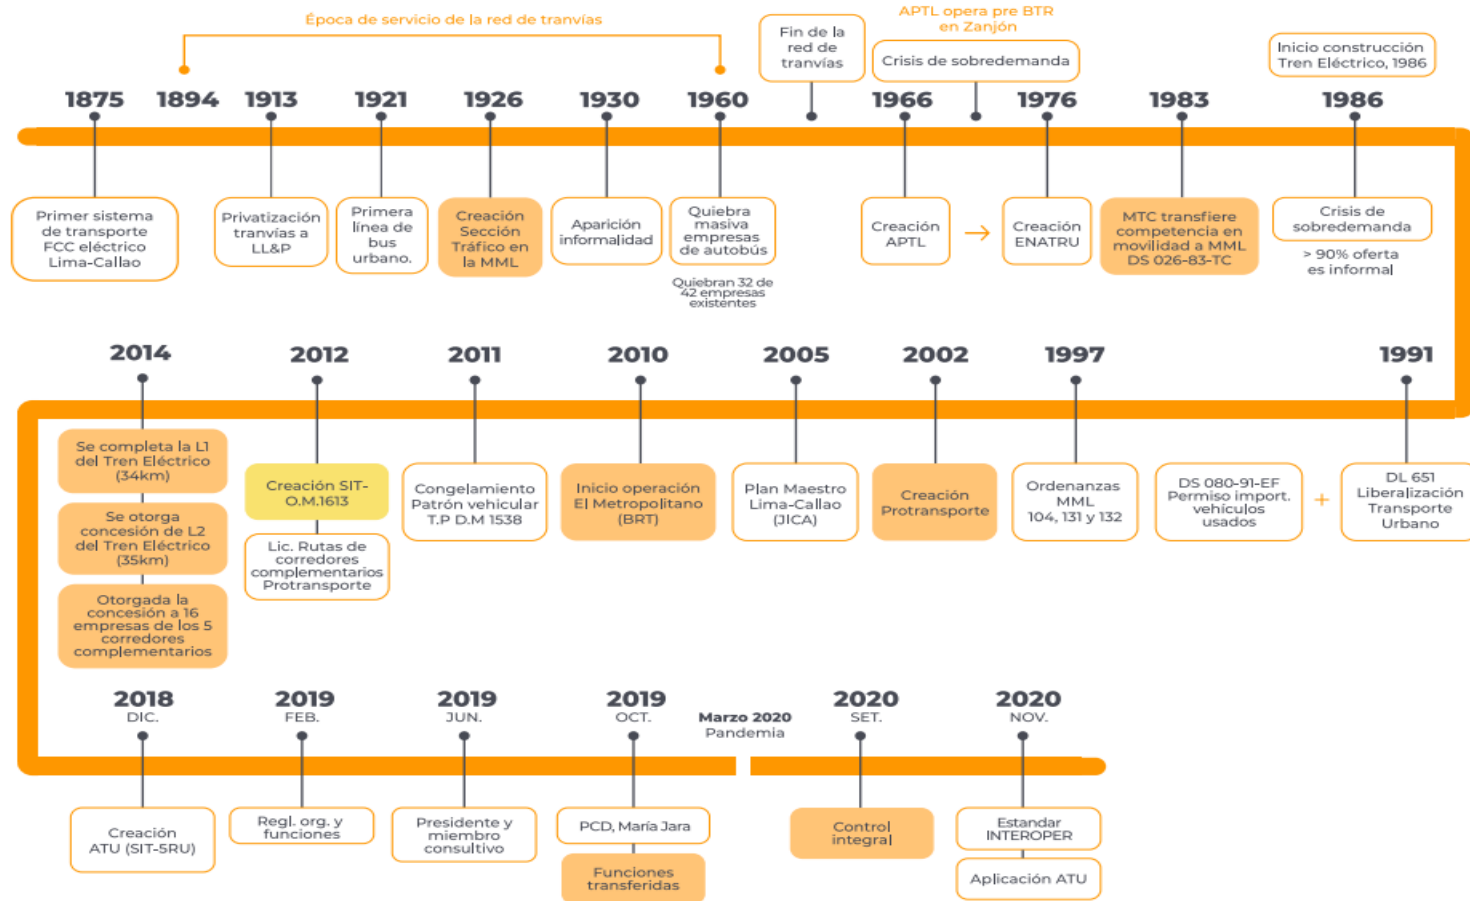 Época de servicio de la red de tranvías
Fin de la
red de
tranvías
APTL opera pre BTR
en Zanjón
Crisis de sobredemanda
Inicio construcción
Tren Eléctrico, 1986
1875
1894
1913
1921
1926
1930
1960
1966
1976
1983
1986
Primer sistema
de transporte
FCC eléctrico
Lima-Callao
Privatización
tranvías a
LL&P
Primera
línea de
bus
urbano.
Creación
Sección
Tráfico en
la MML
Aparición
informalidad
Quiebra
masiva
empresas
de autobús
Quiebran 32 de
42 empresas
existentes
Creación
APTL
→
Creación
ENATRU
MTC transfiere
competencia en
movilidad a MML
DS 026-83-TC
Crisis de
sobredemanda
> 90% oferta
es informal
2014
2012
2011
2010
2005
2002
1997
1991
Se completa la L1
del Tren Eléctrico
(34km)
Se otorga
concesión de L2
del Tren Eléctrico
(35km)
Otorgada la
concesión a 16
empresas de los 5
corredores
complementarios
Creación SIT-
O.M.1613
Lic. Rutas de
corredores
complementarios
Protransporte
Congelamiento
Patrón vehicular
T.P D.M 1538
Inicio operación
El Metropolitano
(BRT)
Plan Maestro
Lima-Callao
(JICA)
Creación
Protransporte
Ordenanzas
MML
104, 131 y 132
DS 080-91-EF
Permiso import.
vehículos
usados
+
DL 651
Liberalización
Transporte
Urbano
2018
DIC.
2019
FEB.
2019
JUN.
2019
OCT.
Marzo 2020
Pandemia
2020
SET.
2020
NOV.
Creación
ATU (SIT-5RU)
Regl. org. y
funciones
Presidente y
miembro
consultivo
PCD, María Jara
Funciones
transferidas
Control
integral
Estandar
INTEROPER
Aplicación ATU